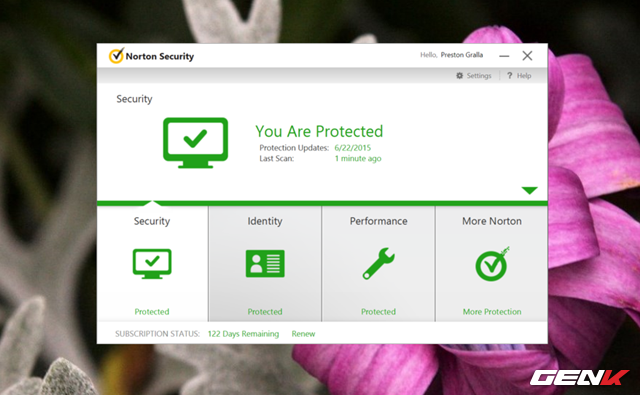 Norton Security
Hello, Preston Gralla
Settings ? Help
Security
You Are Protected
Protection Updates: 6/22/2015
Last Scan: 1 minute ago
Security Identity Performance More Norton
Protected Protected Protected More Protection
SUBSCRIPTION STATUS: 122 Days Remaining Renew
GENK